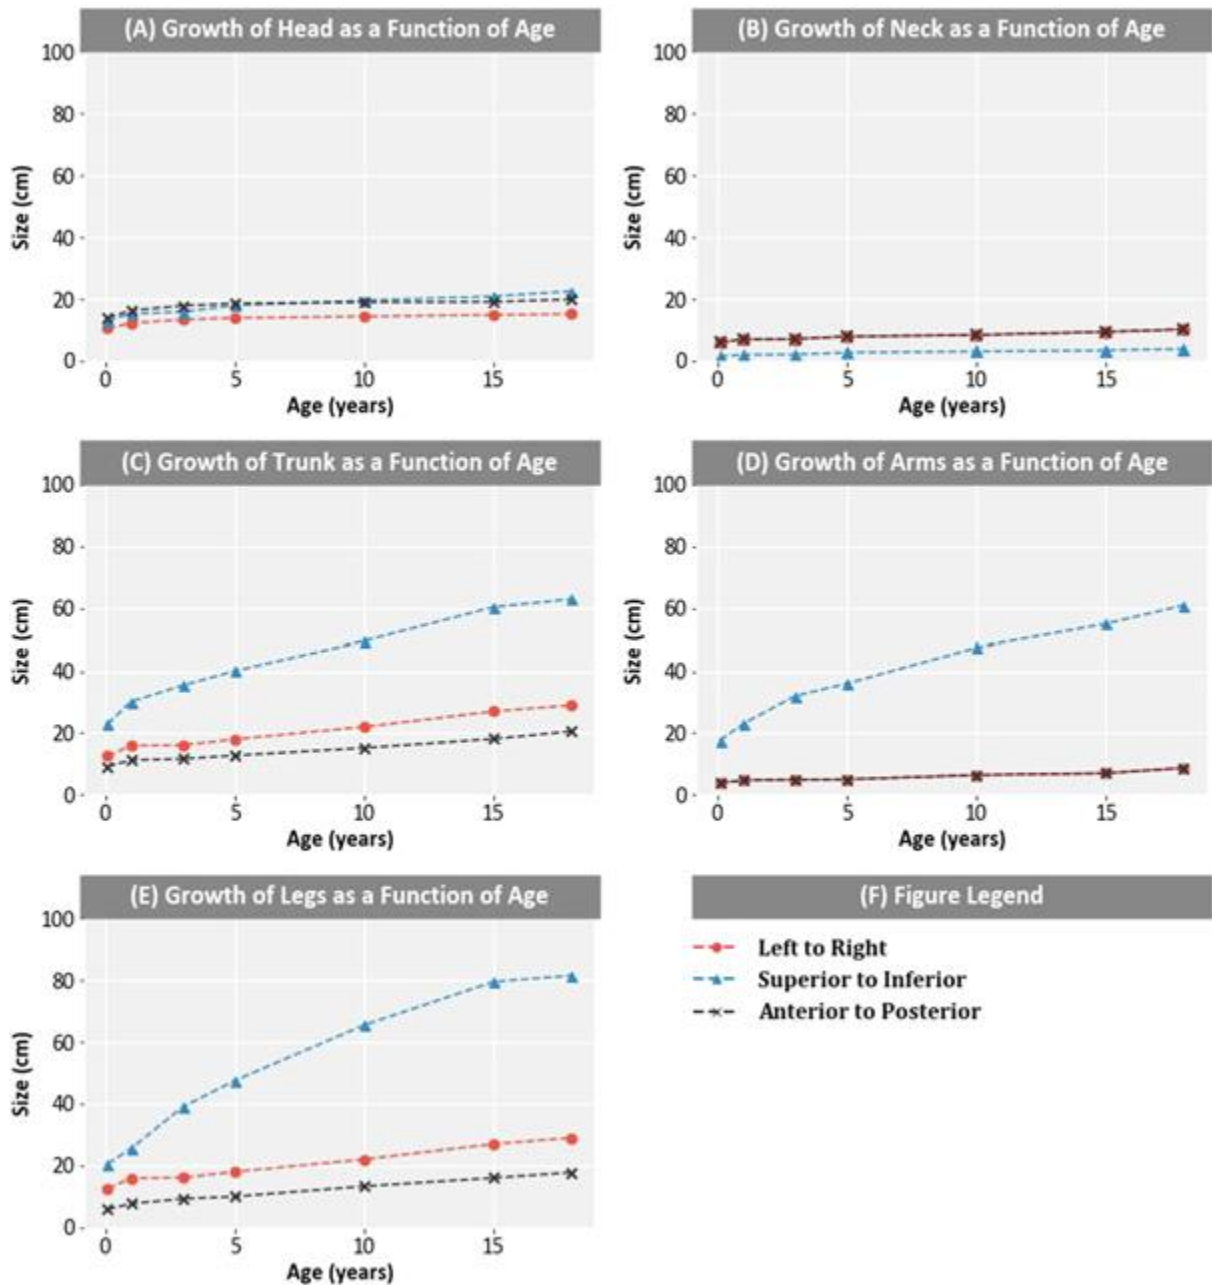 (A) Growth of Head as a Function of Age
100
80
60
40
20
0
Size (cm)
0 5 10 15
Age (years)
(B) Growth of Neck as a Function of Age
100
80
60
40
20
0
Size (cm)
0 5 10 15
Age (years)
(C) Growth of Trunk as a Function of Age
100
80
60
40
20
0
Size (cm)
0 5 10 15
Age (years)
(D) Growth of Arms as a Function of Age
100
80
60
40
20
0
Size (cm)
0 5 10 15
Age (years)
(E) Growth of Legs as a Function of Age
100
80
60
40
20
0
Size (cm)
0 5 10 15
Age (years)
(F) Figure Legend
Left to Right
Superior to Inferior
Anterior to Posterior